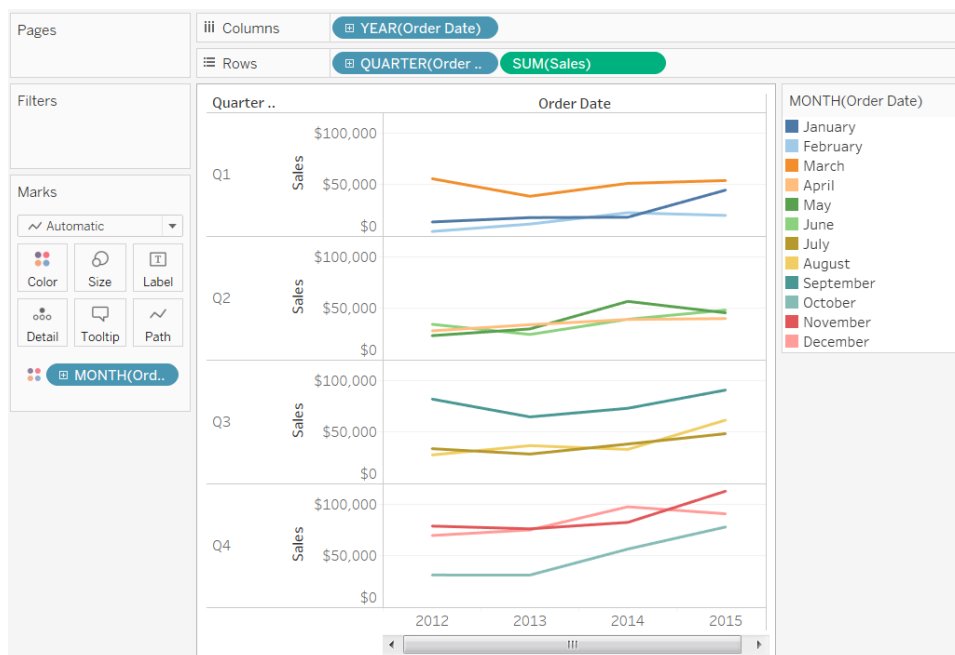 Pages
Columns
YEAR(Order Date)
Rows
QUARTER(Order ..
SUM(Sales)
Filters
Marks
Automatic
Color
Size
Label
Detail
Tooltip
Path
MONTH(Ord..
Quarter ..
Order Date
Q1
Sales
$100,000
$50,000
$0
Q2
Sales
$100,000
$50,000
$0
Q3
Sales
$100,000
$50,000
$0
Q4
Sales
$100,000
$50,000
$0
2012 2013 2014 2015
MONTH(Order Date)
January
February
March
April
May
June
July
August
September
October
November
December